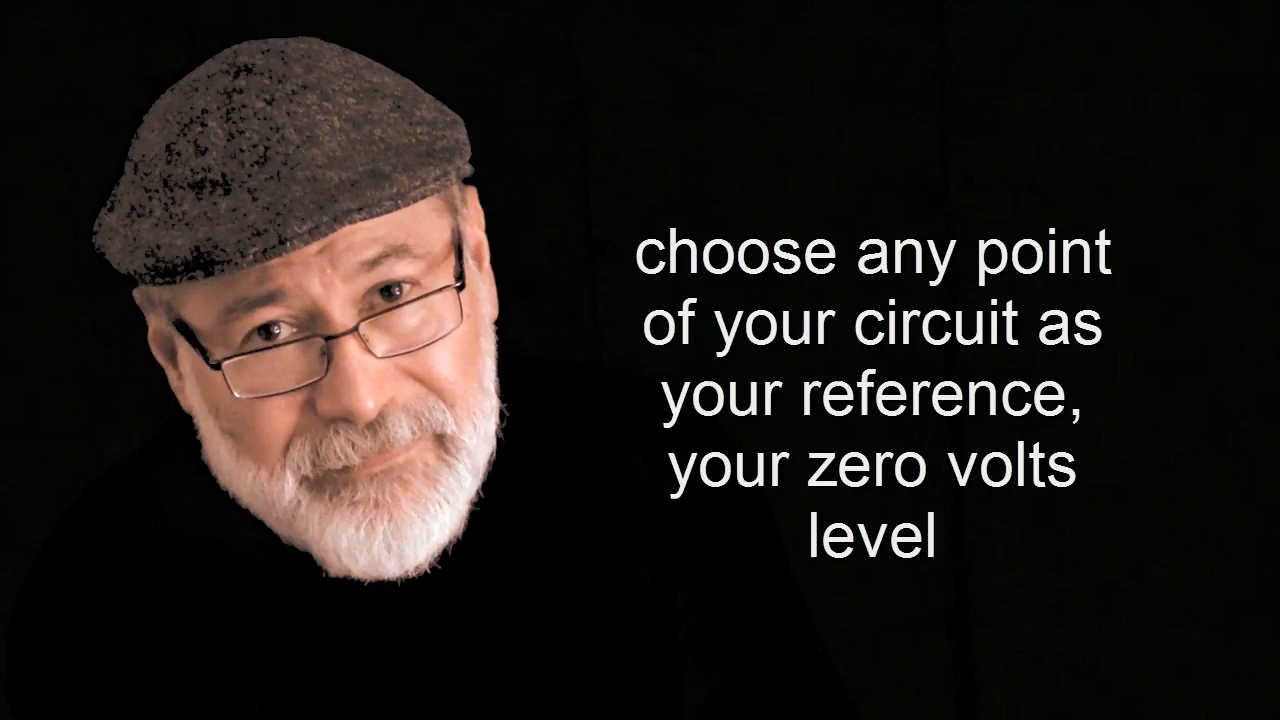 choose any point
of your circuit as
your reference,
your zero volts
level